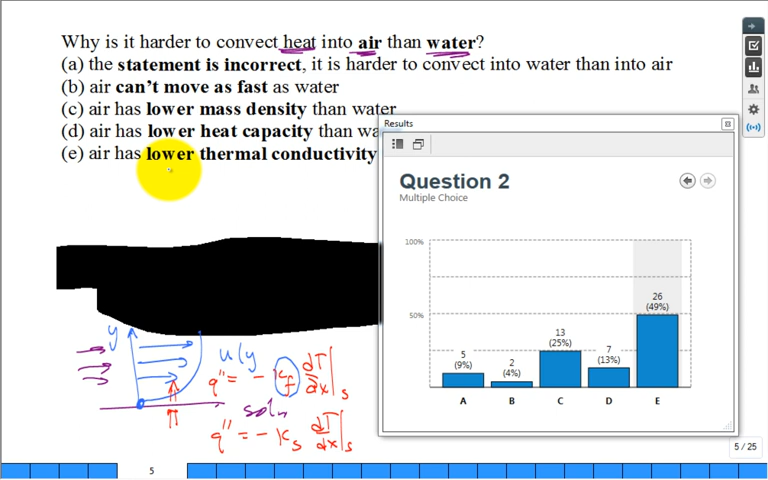 Why is it harder to convect heat into air than water?
(a) the statement is incorrect, it is harder to convect into water than into air
(b) air can't move as fast as water
(c) air has lower mass density than water
(d) air has lower heat capacity than wa
(e) air has lower thermal conductivity
Results
Question 2
Multiple Choice
100%
50%
5
(9%)
2
(4%)
13
(25%)
7
(13%)
26
(49%)
A B C D E
y
u(y
q'' = - k_f dT/dx|_s
soln
q'' = - k_s dT/dx|_s
5 / 25
5